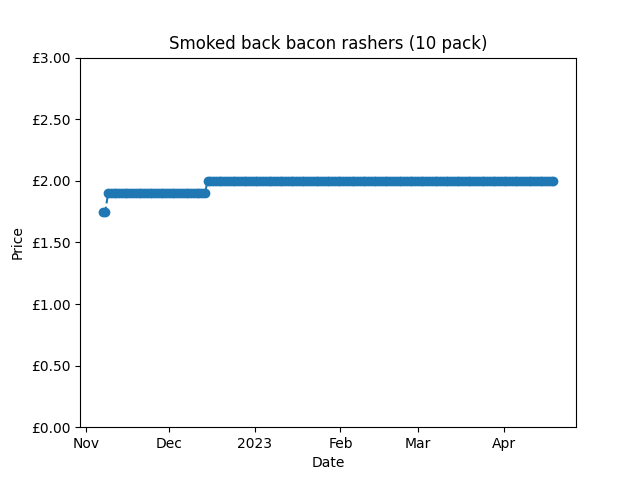 Smoked back bacon rashers (10 pack)
£3.00
£2.50
£2.00
£1.50
£1.00
£0.50
£0.00
Price
Nov Dec 2023 Feb Mar Apr
Date